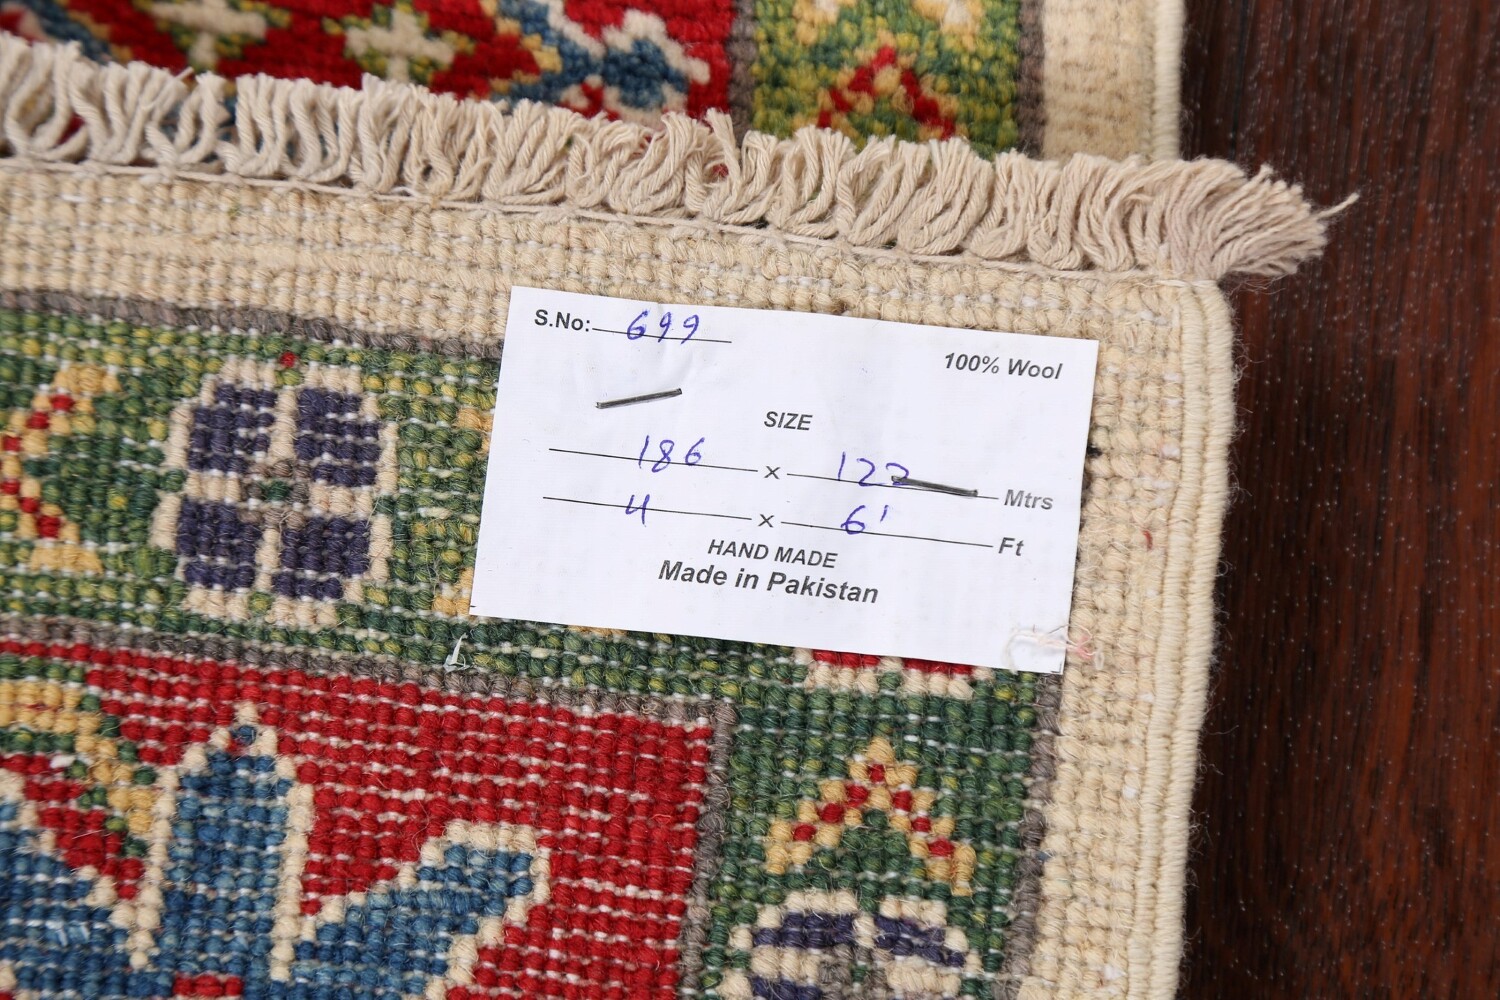 S.No: 699
100% Wool
SIZE
186 x 122 Mtrs
4 x 6' Ft
HAND MADE
Made in Pakistan